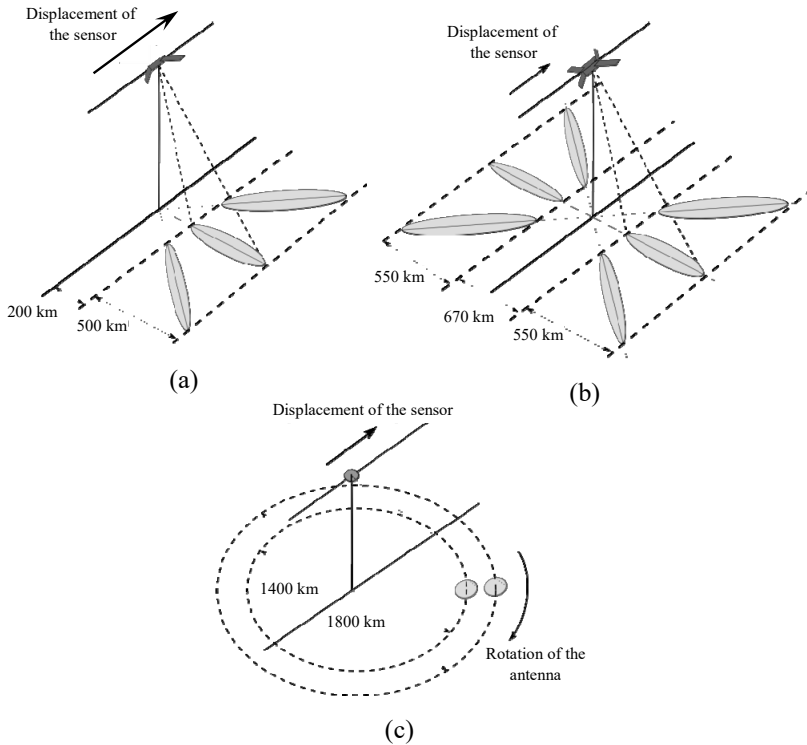 Displacement of
the sensor
200 km
500 km
(a)
Displacement of
the sensor
550 km
670 km
550 km
(b)
Displacement of the sensor
1400 km
1800 km
Rotation of the
antenna
(c)